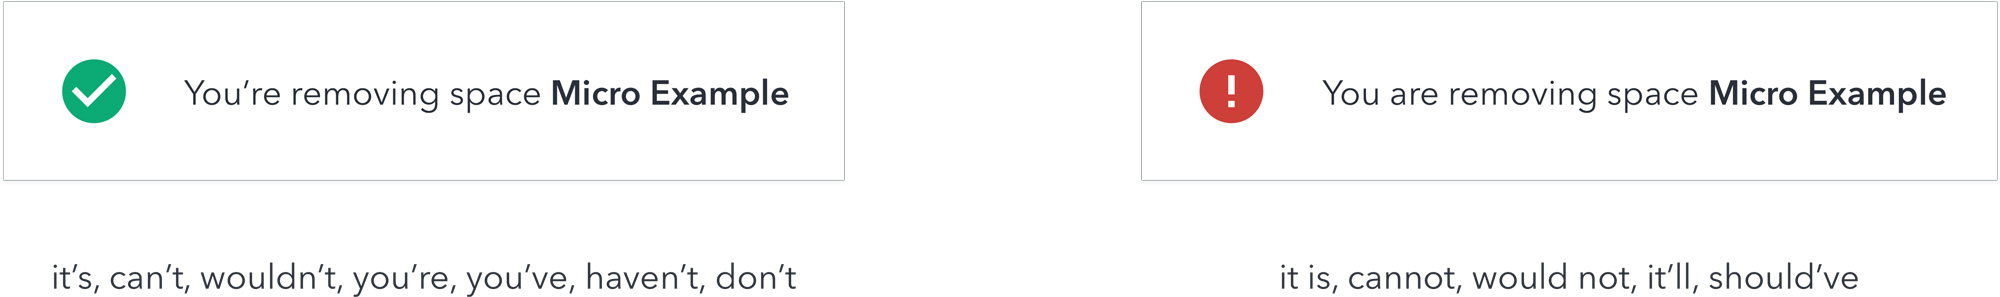 You’re removing space Micro Example
it’s, can’t, wouldn’t, you’re, you’ve, haven’t, don’t
You are removing space Micro Example
it is, cannot, would not, it’ll, should’ve